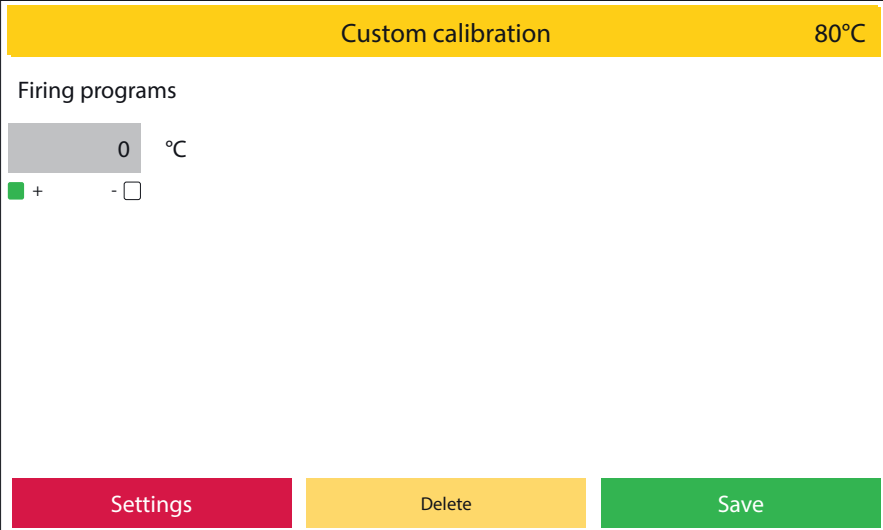 Custom calibration 80°C
Firing programs
0 °C
+ -
Settings Delete Save